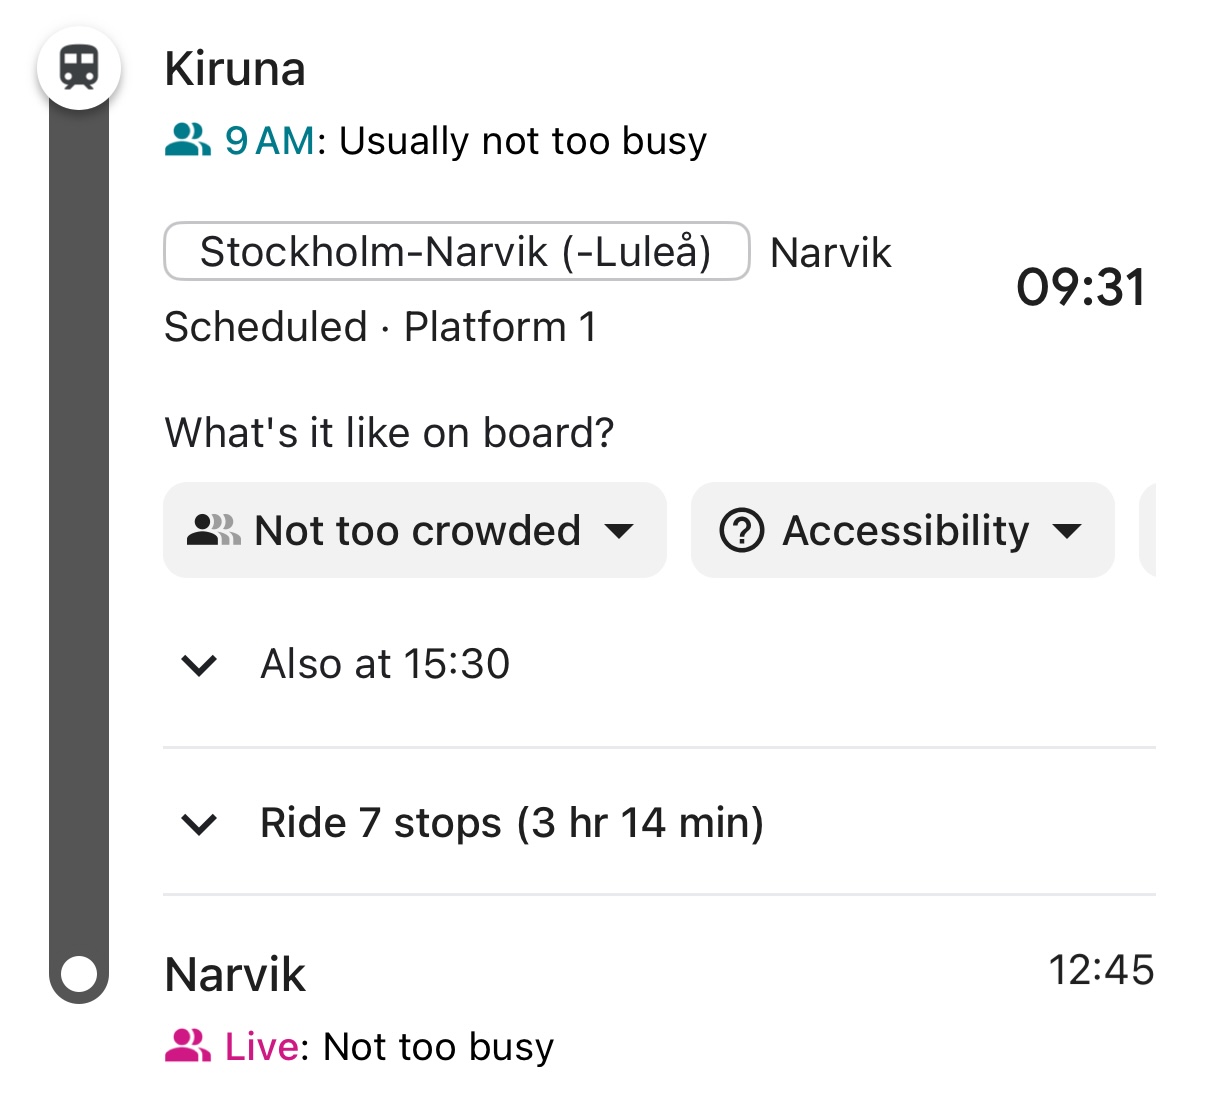 Kiruna
9 AM: Usually not too busy
Stockholm-Narvik (-Luleå) Narvik
09:31
Scheduled · Platform 1
What's it like on board?
Not too crowded Accessibility
Also at 15:30
Ride 7 stops (3 hr 14 min)
Narvik 12:45
Live: Not too busy